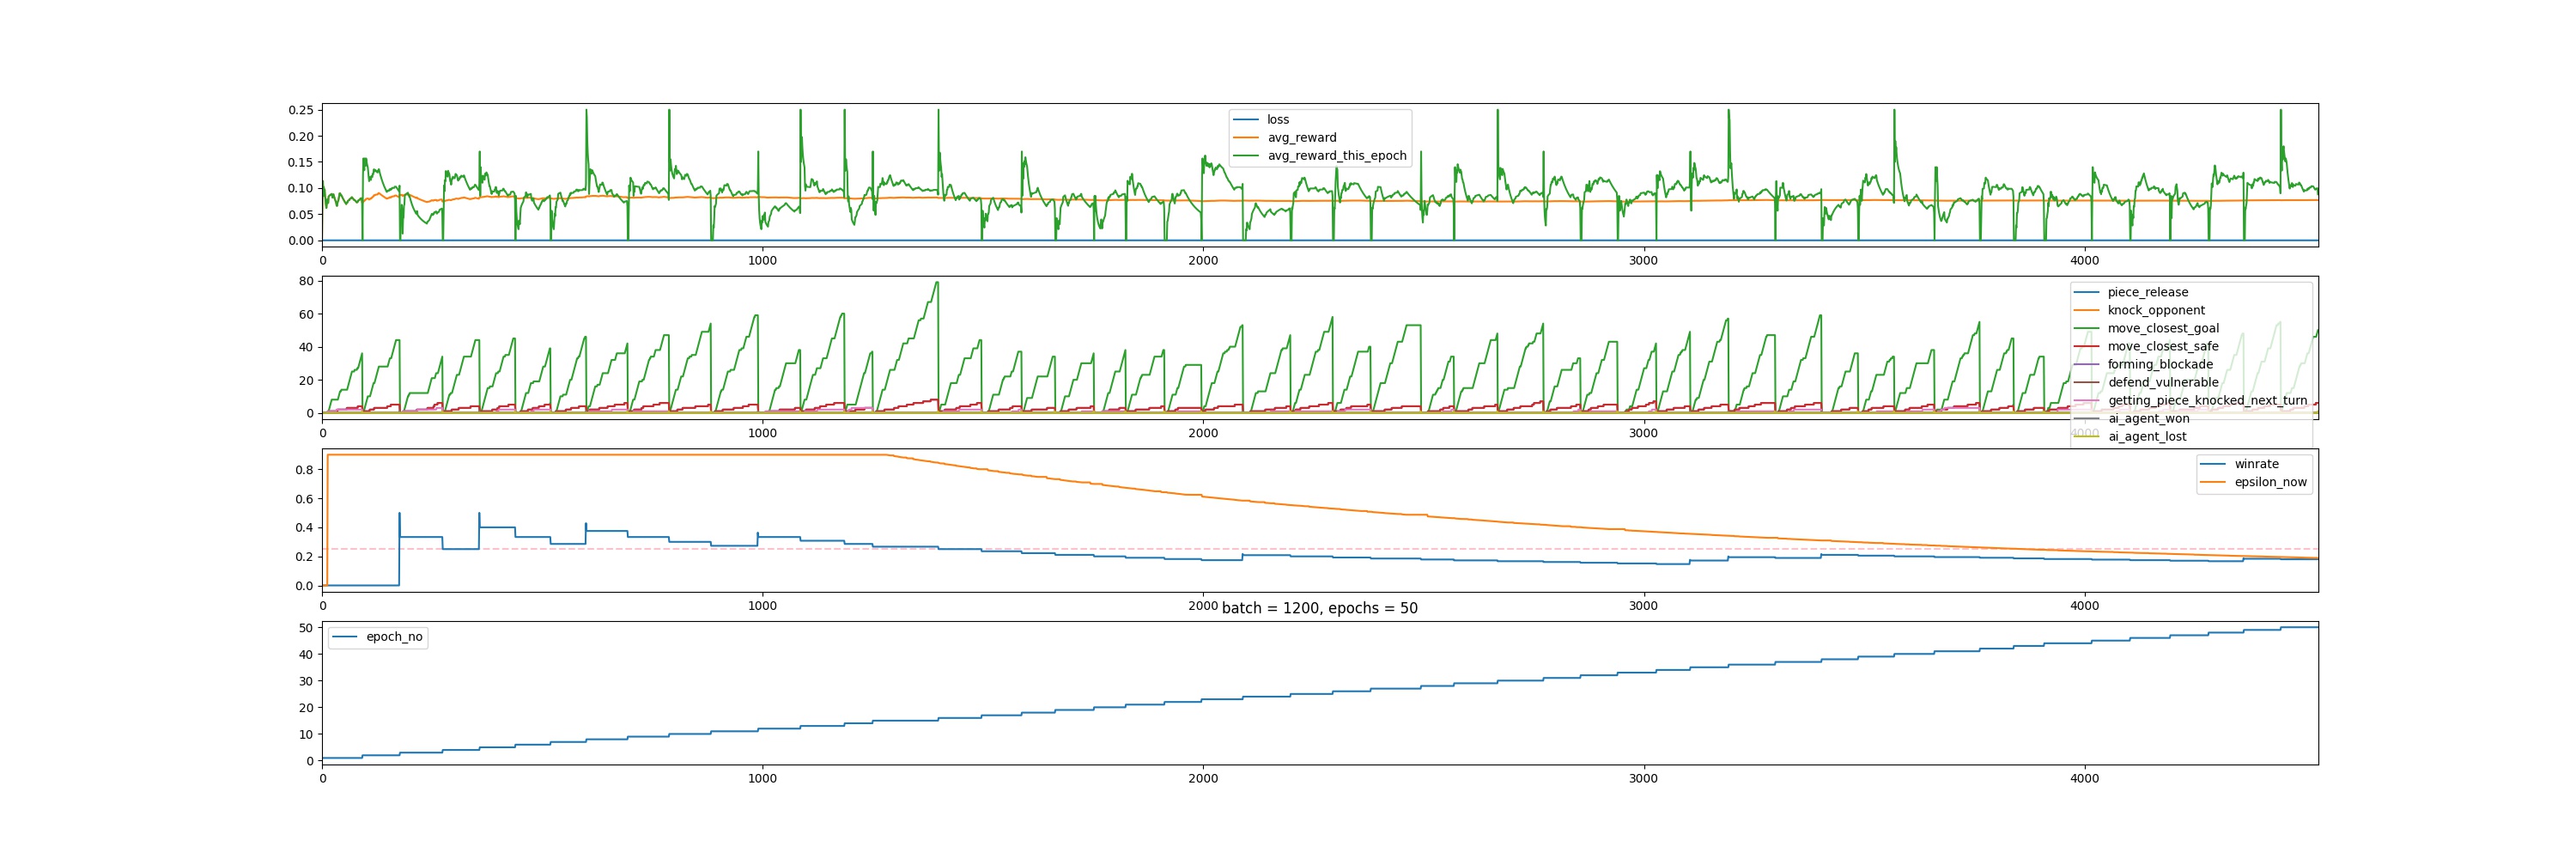 0.25
0.20
0.15
0.10
0.05
0.00
loss
avg_reward
avg_reward_this_epoch
0 1000 2000 3000 4000
80
60
40
20
0
piece_release
knock_opponent
move_closest_goal
move_closest_safe
forming_blockade
defend_vulnerable
getting_piece_knocked_next_turn
ai_agent_won
ai_agent_lost
0 1000 2000 3000 4000
0.8
0.6
0.4
0.2
0.0
winrate
epsilon_now
0 1000 2000 3000 4000
batch = 1200, epochs = 50
50
40
30
20
10
0
epoch_no
0 1000 2000 3000 4000